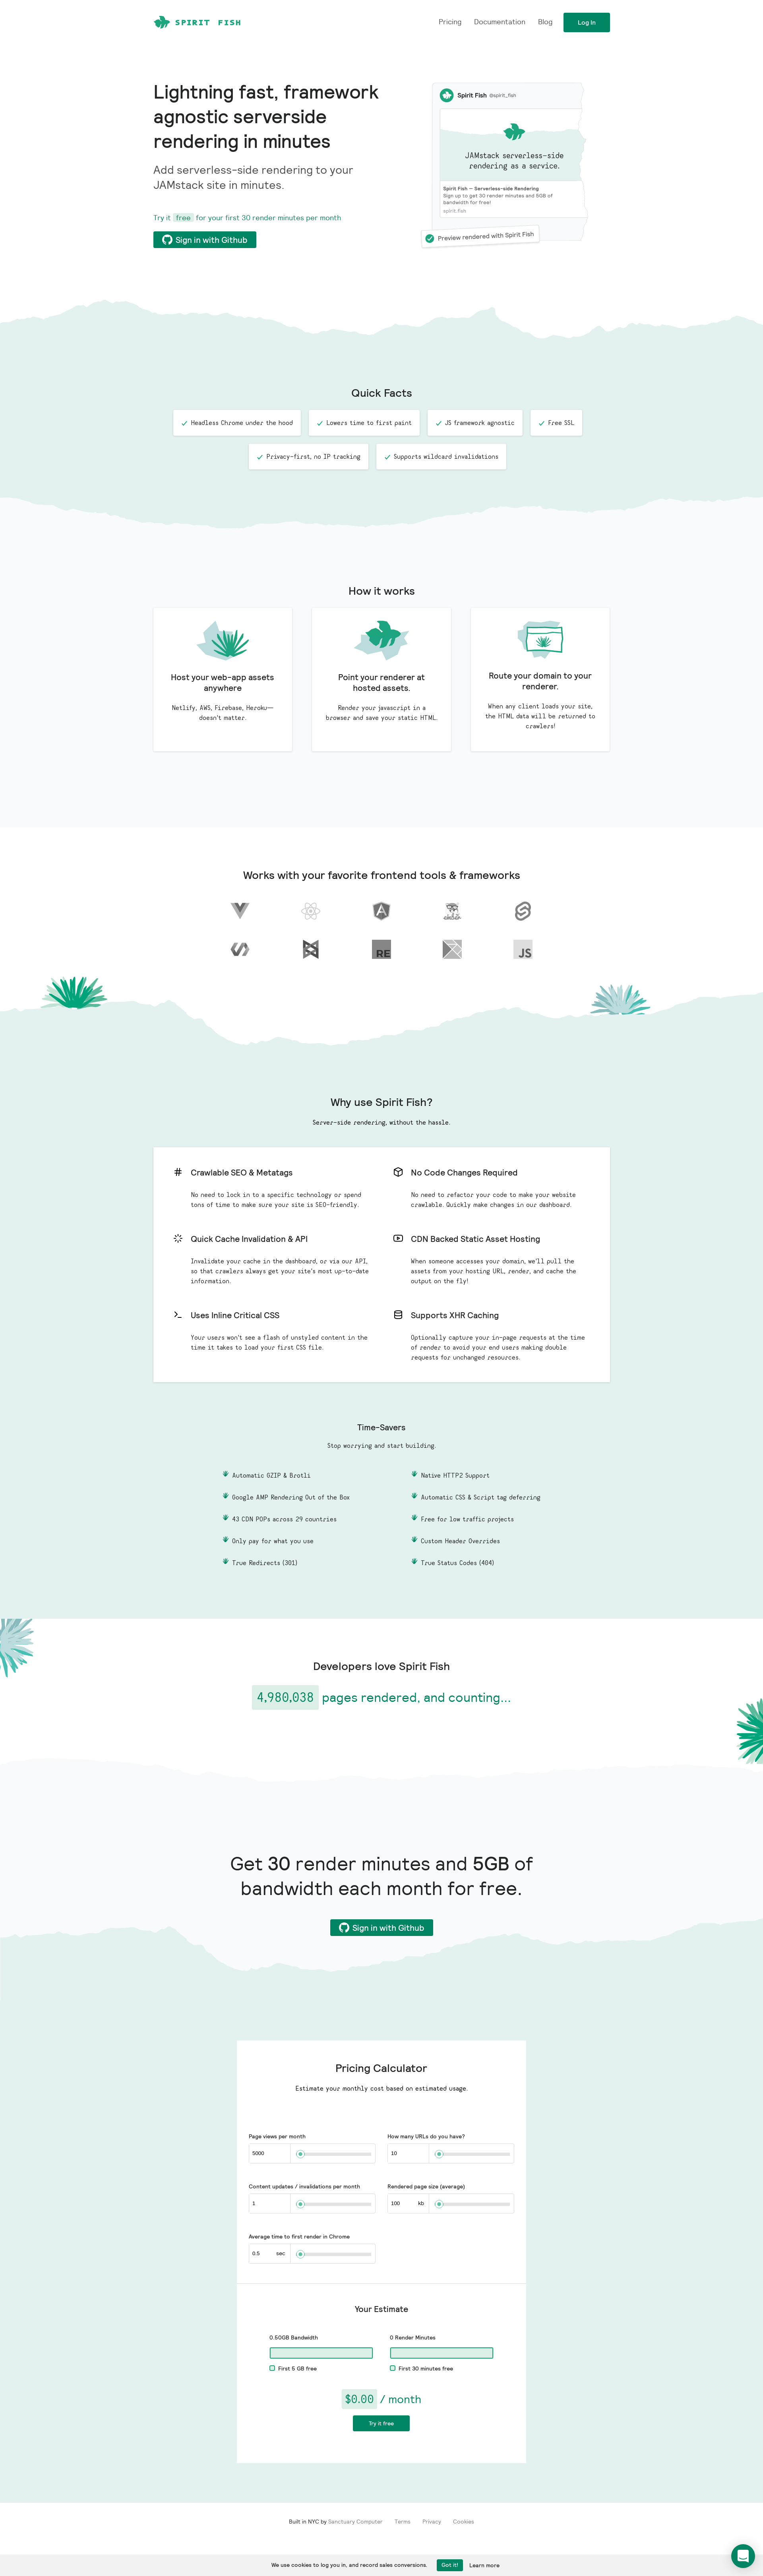 SPIRIT FISH
Pricing
Documentation
Blog
Log In
Lightning fast, framework
agnostic serverside
rendering in minutes
Add serverless-side rendering to your
JAMstack site in minutes.
Try it free for your first 30 render minutes per month
Sign in with Github
Spirit Fish @spirit_fish
JAMstack serverless-side
rendering as a service.
Spirit Fish — Serverless-side Rendering
Sign up to get 30 render minutes and 5GB of
bandwidth for free!
spirit.fish
Preview rendered with Spirit Fish
Quick Facts
Headless Chrome under the hood
Lowers time to first paint
JS framework agnostic
Free SSL
Privacy-first, no IP tracking
Supports wildcard invalidations
How it works
Host your web-app assets
anywhere
Netlify, AWS, Firebase, Heroku—
doesn't matter.
Point your renderer at
hosted assets.
Render your javascript in a
browser and save your static HTML.
Route your domain to your
renderer.
When any client loads your site,
the HTML data will be returned to
crawlers!
Works with your favorite frontend tools & frameworks
RE
JS
Why use Spirit Fish?
Server-side rendering, without the hassle.
Crawlable SEO & Metatags
No need to lock in to a specific technology or spend
tons of time to make sure your site is SEO-friendly.
No Code Changes Required
No need to refactor your code to make your website
crawlable. Quickly make changes in our dashboard.
Quick Cache Invalidation & API
Invalidate your cache in the dashboard, or via our API,
so that crawlers always get your site's most up-to-date
information.
CDN Backed Static Asset Hosting
When someone accesses your domain, we'll pull the
assets from your hosting URL, render, and cache the
output on the fly!
Uses Inline Critical CSS
Your users won't see a flash of unstyled content in the
time it takes to load your first CSS file.
Supports XHR Caching
Optionally capture your in-page requests at the time
of render to avoid your end users making double
requests for unchanged resources.
Time-Savers
Stop worrying and start building.
Automatic GZIP & Brotli
Native HTTP2 Support
Google AMP Rendering Out of the Box
Automatic CSS & Script tag deferring
43 CDN POPs across 29 countries
Free for low traffic projects
Only pay for what you use
Custom Header Overrides
True Redirects (301)
True Status Codes (404)
Developers love Spirit Fish
4,980,038 pages rendered, and counting...
Get 30 render minutes and 5GB of
bandwidth each month for free.
Sign in with Github
Pricing Calculator
Estimate your monthly cost based on estimated usage.
Page views per month
5000
How many URLs do you have?
10
Content updates / invalidations per month
1
Rendered page size (average)
100 kb
Average time to first render in Chrome
0.5 sec
Your Estimate
0.50GB Bandwidth
First 5 GB free
0 Render Minutes
First 30 minutes free
$0.00 / month
Try it free
Built in NYC by Sanctuary Computer
Terms
Privacy
Cookies
We use cookies to log you in, and record sales conversions.
Got it!
Learn more